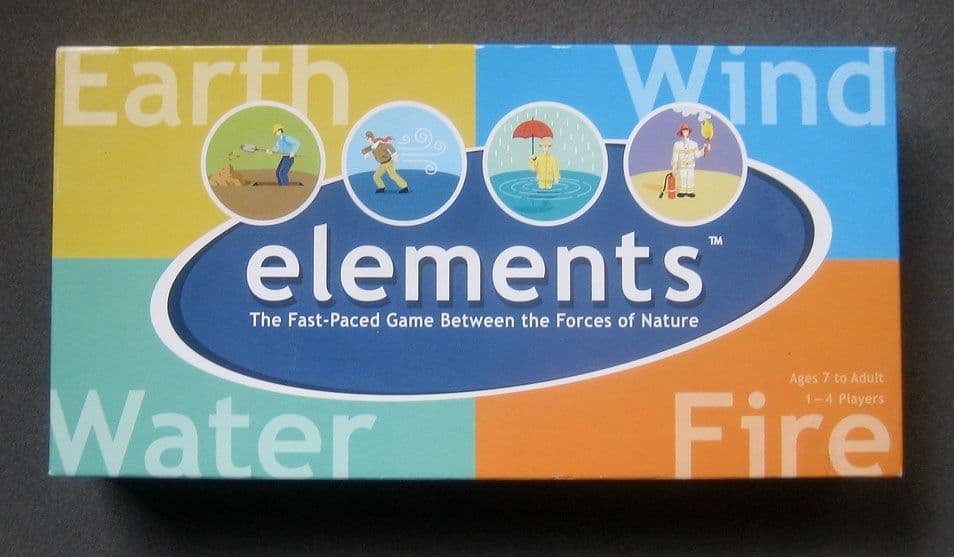 Earth
Wind
elements™
The Fast-Paced Game Between the Forces of Nature
Ages 7 to Adult
1–4 Players
Water
Fire